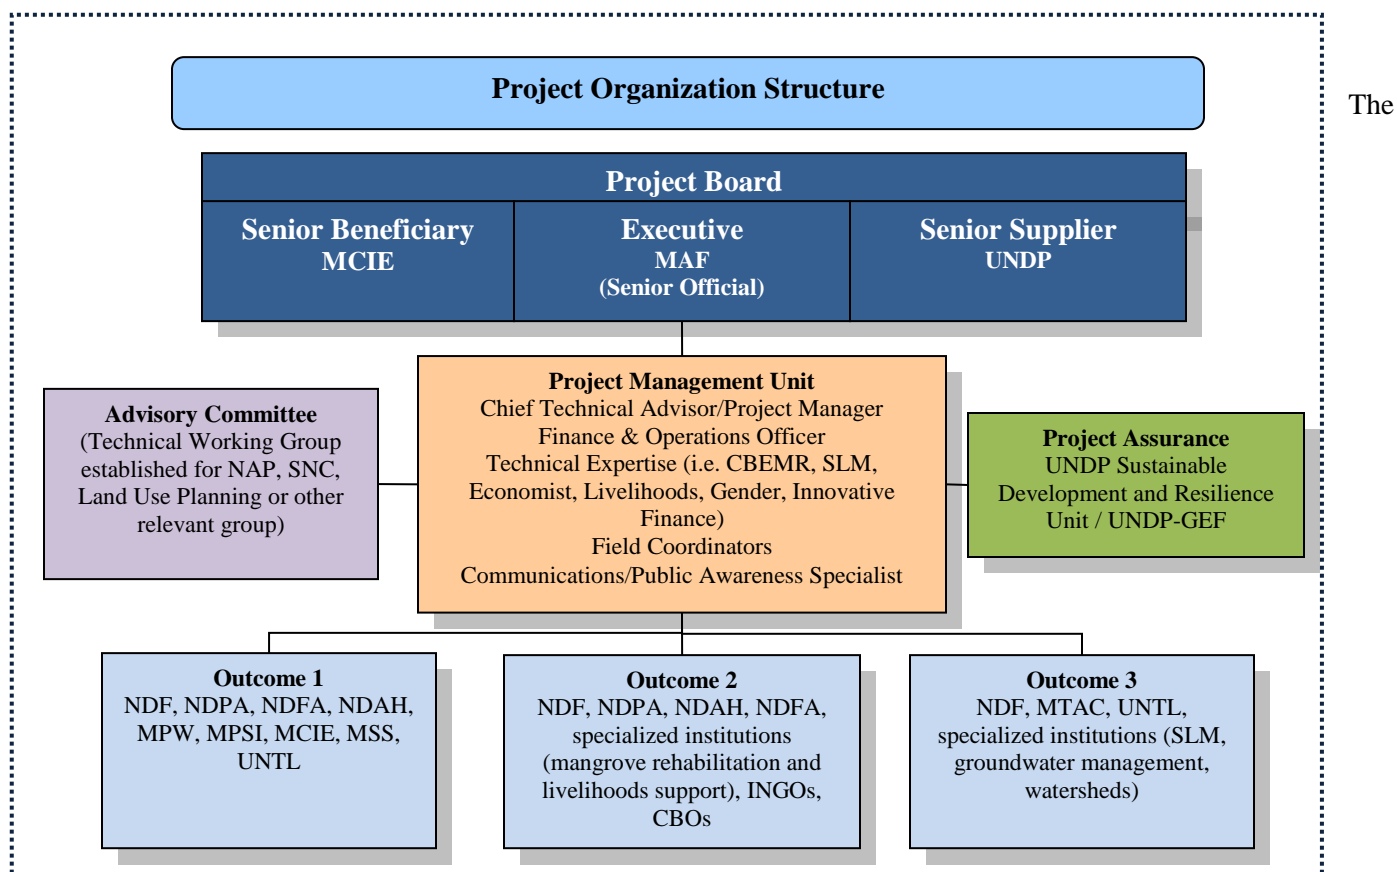 Project Organization Structure
The
Project Board
Senior Beneficiary
MCIE
Executive
MAF
(Senior Official)
Senior Supplier
UNDP
Advisory Committee
(Technical Working Group
established for NAP, SNC,
Land Use Planning or other
relevant group)
Project Management Unit
Chief Technical Advisor/Project Manager
Finance & Operations Officer
Technical Expertise (i.e. CBEMR, SLM,
Economist, Livelihoods, Gender, Innovative
Finance)
Field Coordinators
Communications/Public Awareness Specialist
Project Assurance
UNDP Sustainable
Development and Resilience
Unit / UNDP-GEF
Outcome 1
NDF, NDPA, NDFA, NDAH,
MPW, MPSI, MCIE, MSS,
UNTL
Outcome 2
NDF, NDPA, NDAH, NDFA,
specialized institutions
(mangrove rehabilitation and
livelihoods support), INGOs,
CBOs
Outcome 3
NDF, MTAC, UNTL,
specialized institutions (SLM,
groundwater management,
watersheds)